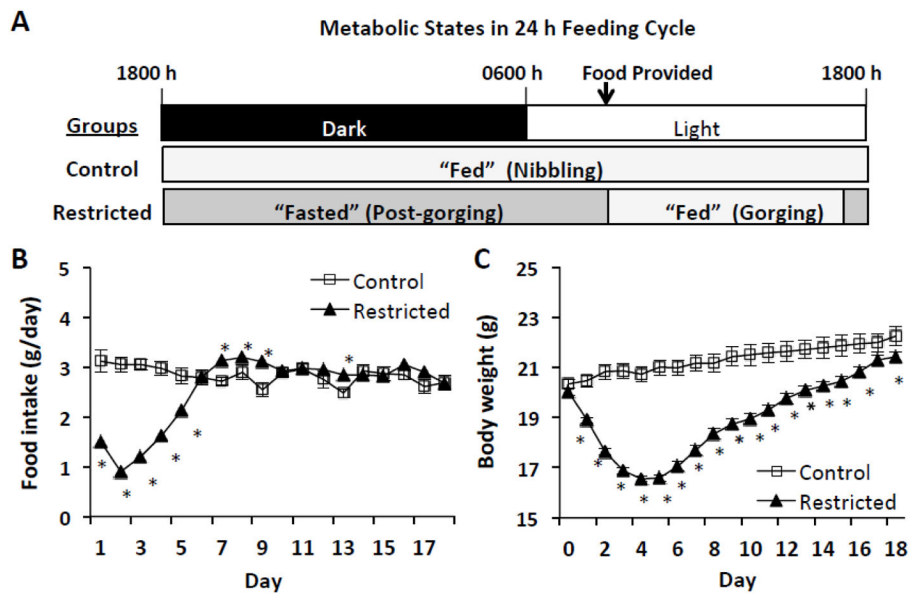 A
Metabolic States in 24 h Feeding Cycle
1800 h 0600 h Food Provided 1800 h
Groups Dark Light
Control "Fed" (Nibbling)
Restricted "Fasted" (Post-gorging) "Fed" (Gorging)
B
5
4
3
2
1
0
Food intake (g/day)
Control
Restricted
* * * * * * * * * *
1 3 5 7 9 11 13 15 17
Day
C
25
23
21
19
17
15
Body weight (g)
Control
Restricted
* * * * * * * * * * * * * * * * * *
0 2 4 6 8 10 12 14 16 18
Day